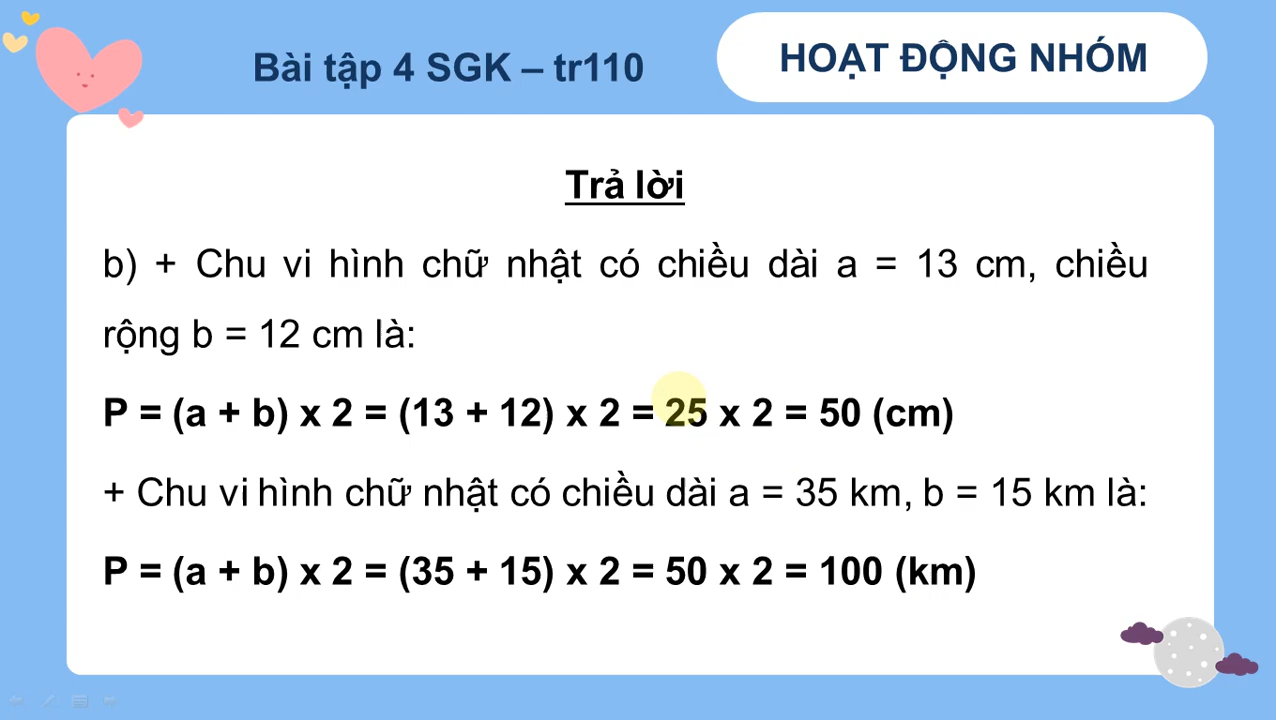 Bài tập 4 SGK – tr110
HOẠT ĐỘNG NHÓM
Trả lời
b) + Chu vi hình chữ nhật có chiều dài a = 13 cm, chiều
rộng b = 12 cm là:
P = (a + b) x 2 = (13 + 12) x 2 = 25 x 2 = 50 (cm)
+ Chu vi hình chữ nhật có chiều dài a = 35 km, b = 15 km là:
P = (a + b) x 2 = (35 + 15) x 2 = 50 x 2 = 100 (km)